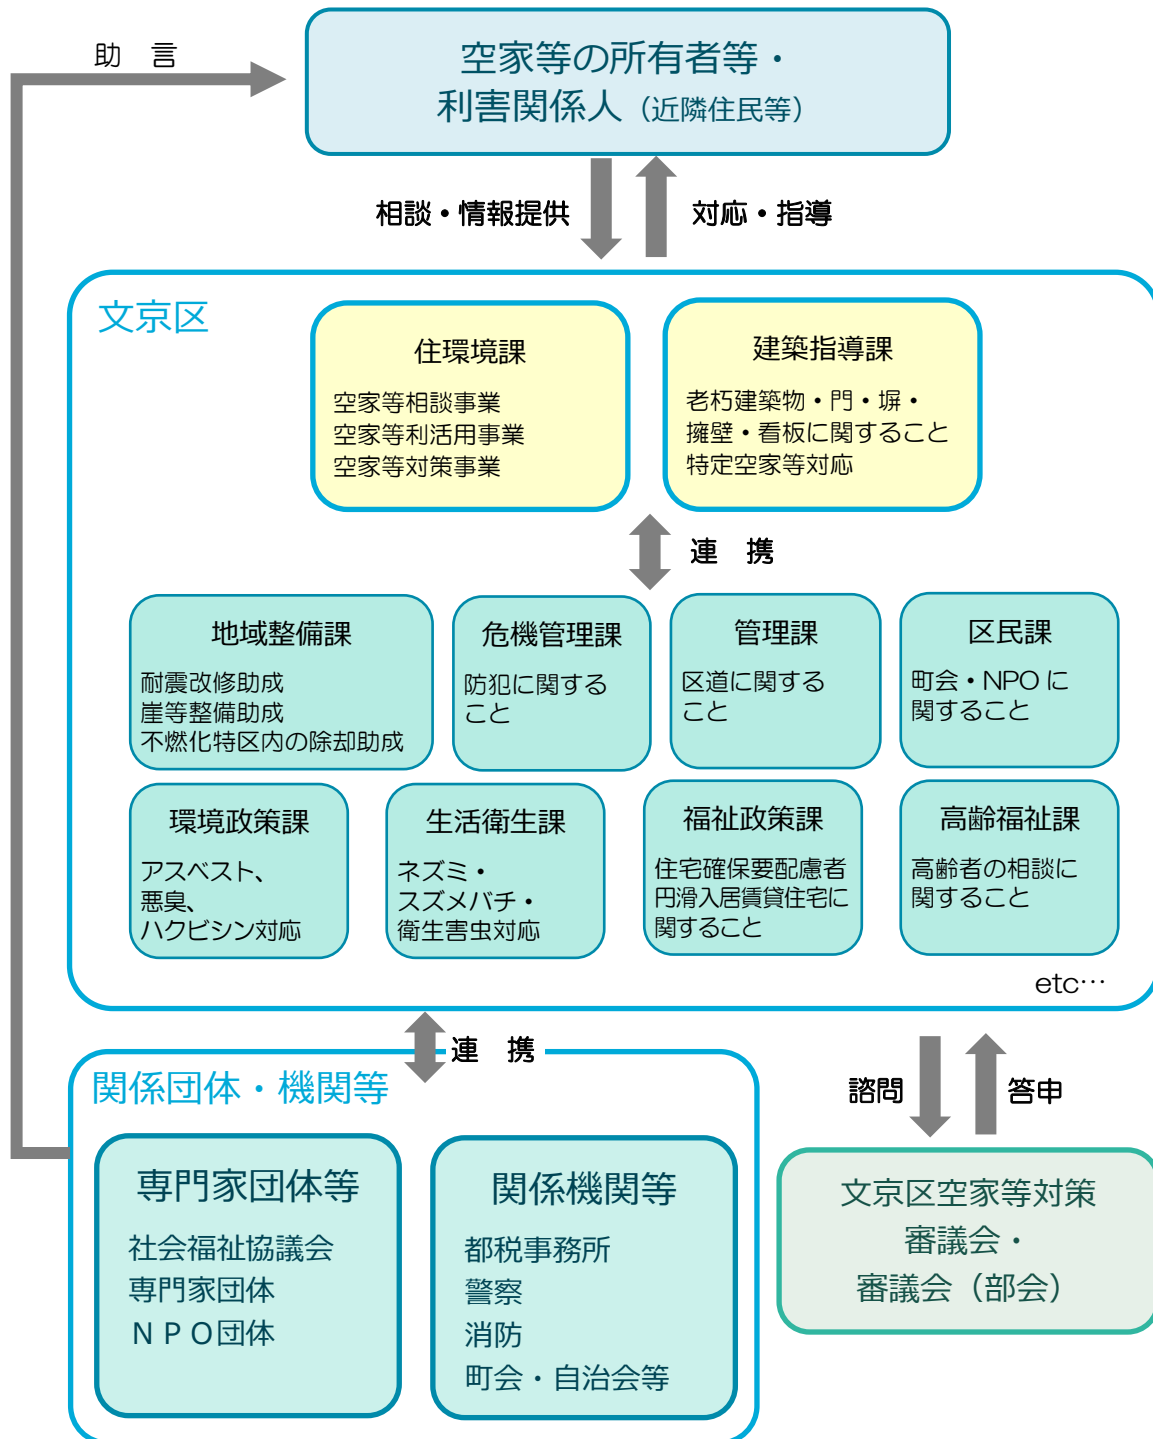 助　言
空家等の所有者等・
利害関係人（近隣住民等）
相談・情報提供
対応・指導
文京区
住環境課
空家等相談事業
空家等利活用事業
空家等対策事業
建築指導課
老朽建築物・門・塀・
擁壁・看板に関すること
特定空家等対応
連　携
地域整備課
耐震改修助成
崖等整備助成
不燃化特区内の除却助成
危機管理課
防犯に関する
こと
管理課
区道に関する
こと
区民課
町会・NPO に
関すること
環境政策課
アスベスト、
悪臭、
ハクビシン対応
生活衛生課
ネズミ・
スズメバチ・
衛生害虫対応
福祉政策課
住宅確保要配慮者
円滑入居賃貸住宅に
関すること
高齢福祉課
高齢者の相談に
関すること
etc…
連　携
関係団体・機関等
専門家団体等
社会福祉協議会
専門家団体
ＮＰＯ団体
関係機関等
都税事務所
警察
消防
町会・自治会等
諮問
答申
文京区空家等対策
審議会・
審議会（部会）